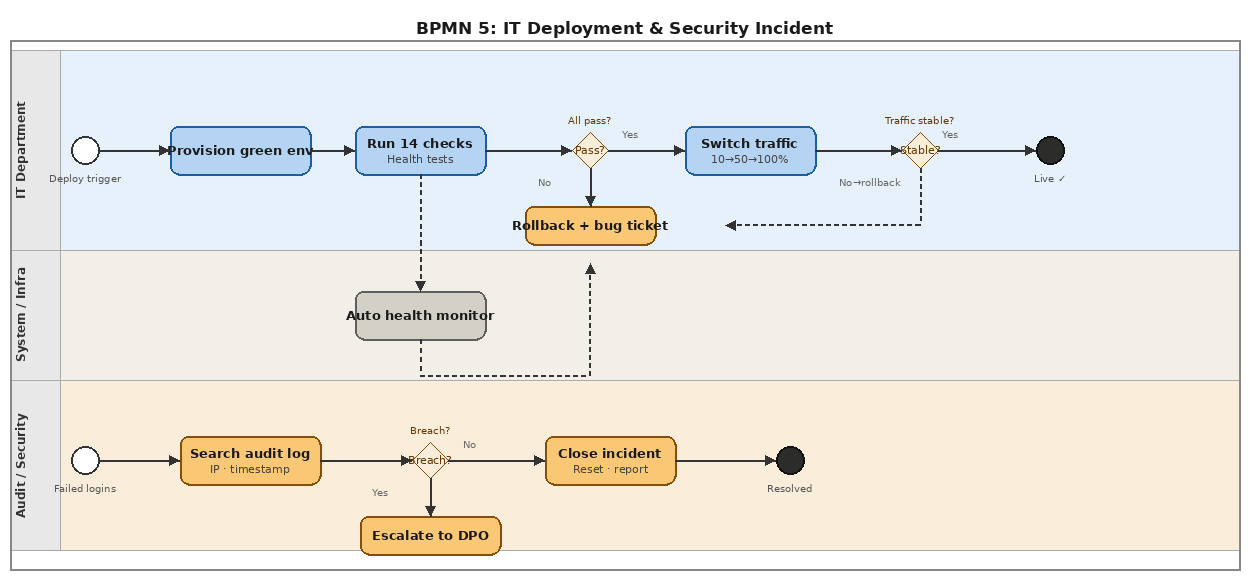 BPMN 5: IT Deployment & Security Incident
IT Department
All pass?
Traffic stable?
Yes
Yes
Provision green env
Run 14 checks
Health tests
Pass?
Switch traffic
10→50→100%
Stable?
Deploy trigger
No
No→rollback
Live ✓
Rollback + bug ticket
System / Infra
Auto health monitor
Audit / Security
Breach?
No
Search audit log
IP · timestamp
Breach?
Close incident
Reset · report
Failed logins
Yes
Resolved
Escalate to DPO